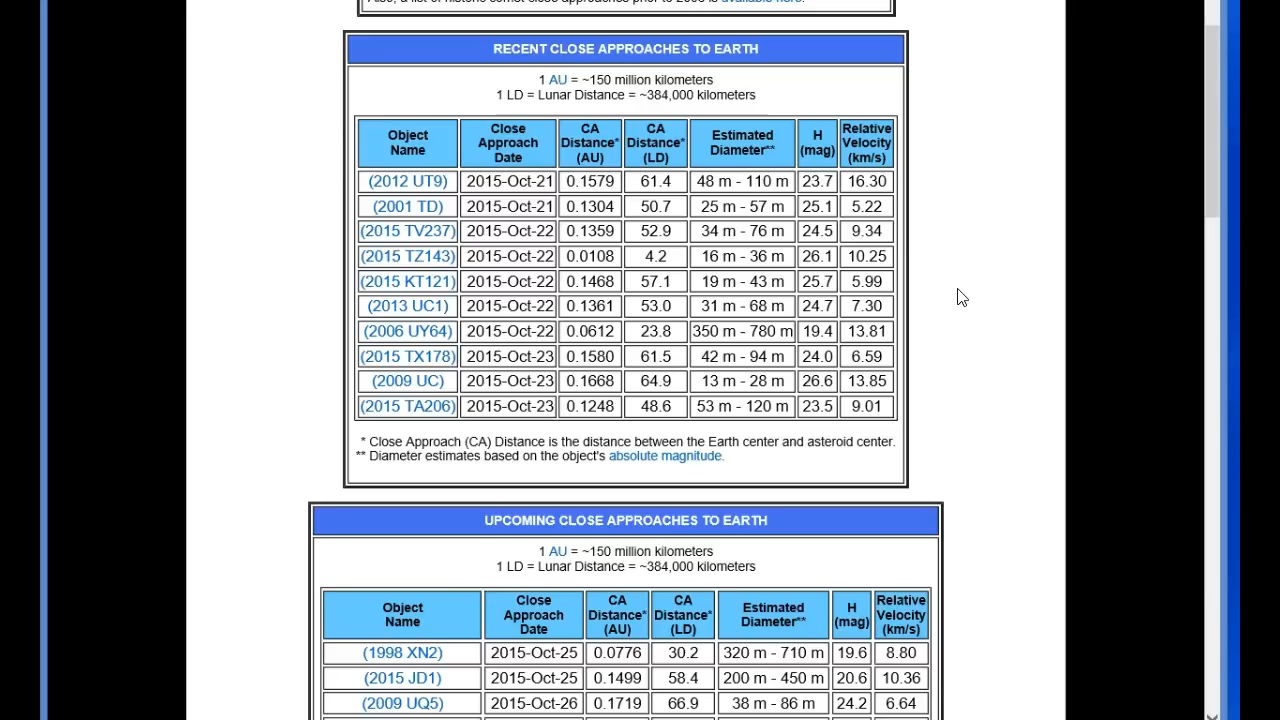 available here.
RECENT CLOSE APPROACHES TO EARTH
1 AU = ~150 million kilometers
1 LD = Lunar Distance = ~384,000 kilometers
Object Name Close Approach Date CA Distance* (AU) CA Distance* (LD) Estimated Diameter** H (mag) Relative Velocity (km/s)
(2012 UT9) 2015-Oct-21 0.1579 61.4 48 m - 110 m 23.7 16.30
(2001 TD) 2015-Oct-21 0.1304 50.7 25 m - 57 m 25.1 5.22
(2015 TV237) 2015-Oct-22 0.1359 52.9 34 m - 76 m 24.5 9.34
(2015 TZ143) 2015-Oct-22 0.0108 4.2 16 m - 36 m 26.1 10.25
(2015 KT121) 2015-Oct-22 0.1468 57.1 19 m - 43 m 25.7 5.99
(2013 UC1) 2015-Oct-22 0.1361 53.0 31 m - 68 m 24.7 7.30
(2006 UY64) 2015-Oct-22 0.0612 23.8 350 m - 780 m 19.4 13.81
(2015 TX178) 2015-Oct-23 0.1580 61.5 42 m - 94 m 24.0 6.59
(2009 UC) 2015-Oct-23 0.1668 64.9 13 m - 28 m 26.6 13.85
(2015 TA206) 2015-Oct-23 0.1248 48.6 53 m - 120 m 23.5 9.01
* Close Approach (CA) Distance is the distance between the Earth center and asteroid center.
** Diameter estimates based on the object's absolute magnitude.
UPCOMING CLOSE APPROACHES TO EARTH
1 AU = ~150 million kilometers
1 LD = Lunar Distance = ~384,000 kilometers
Object Name Close Approach Date CA Distance* (AU) CA Distance* (LD) Estimated Diameter** H (mag) Relative Velocity (km/s)
(1998 XN2) 2015-Oct-25 0.0776 30.2 320 m - 710 m 19.6 8.80
(2015 JD1) 2015-Oct-25 0.1499 58.4 200 m - 450 m 20.6 10.36
(2009 UQ5) 2015-Oct-26 0.1719 66.9 38 m - 86 m 24.2 6.64